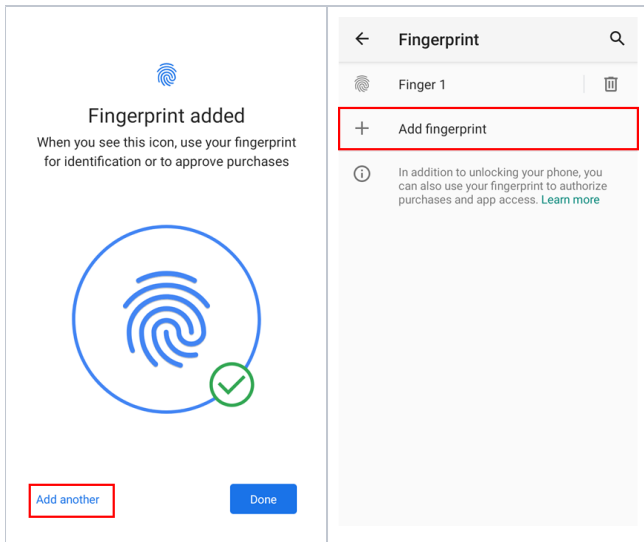 Fingerprint added
When you see this icon, use your fingerprint
for identification or to approve purchases
Add another
Done
Fingerprint
Finger 1
Add fingerprint
In addition to unlocking your phone, you
can also use your fingerprint to authorize
purchases and app access. Learn more